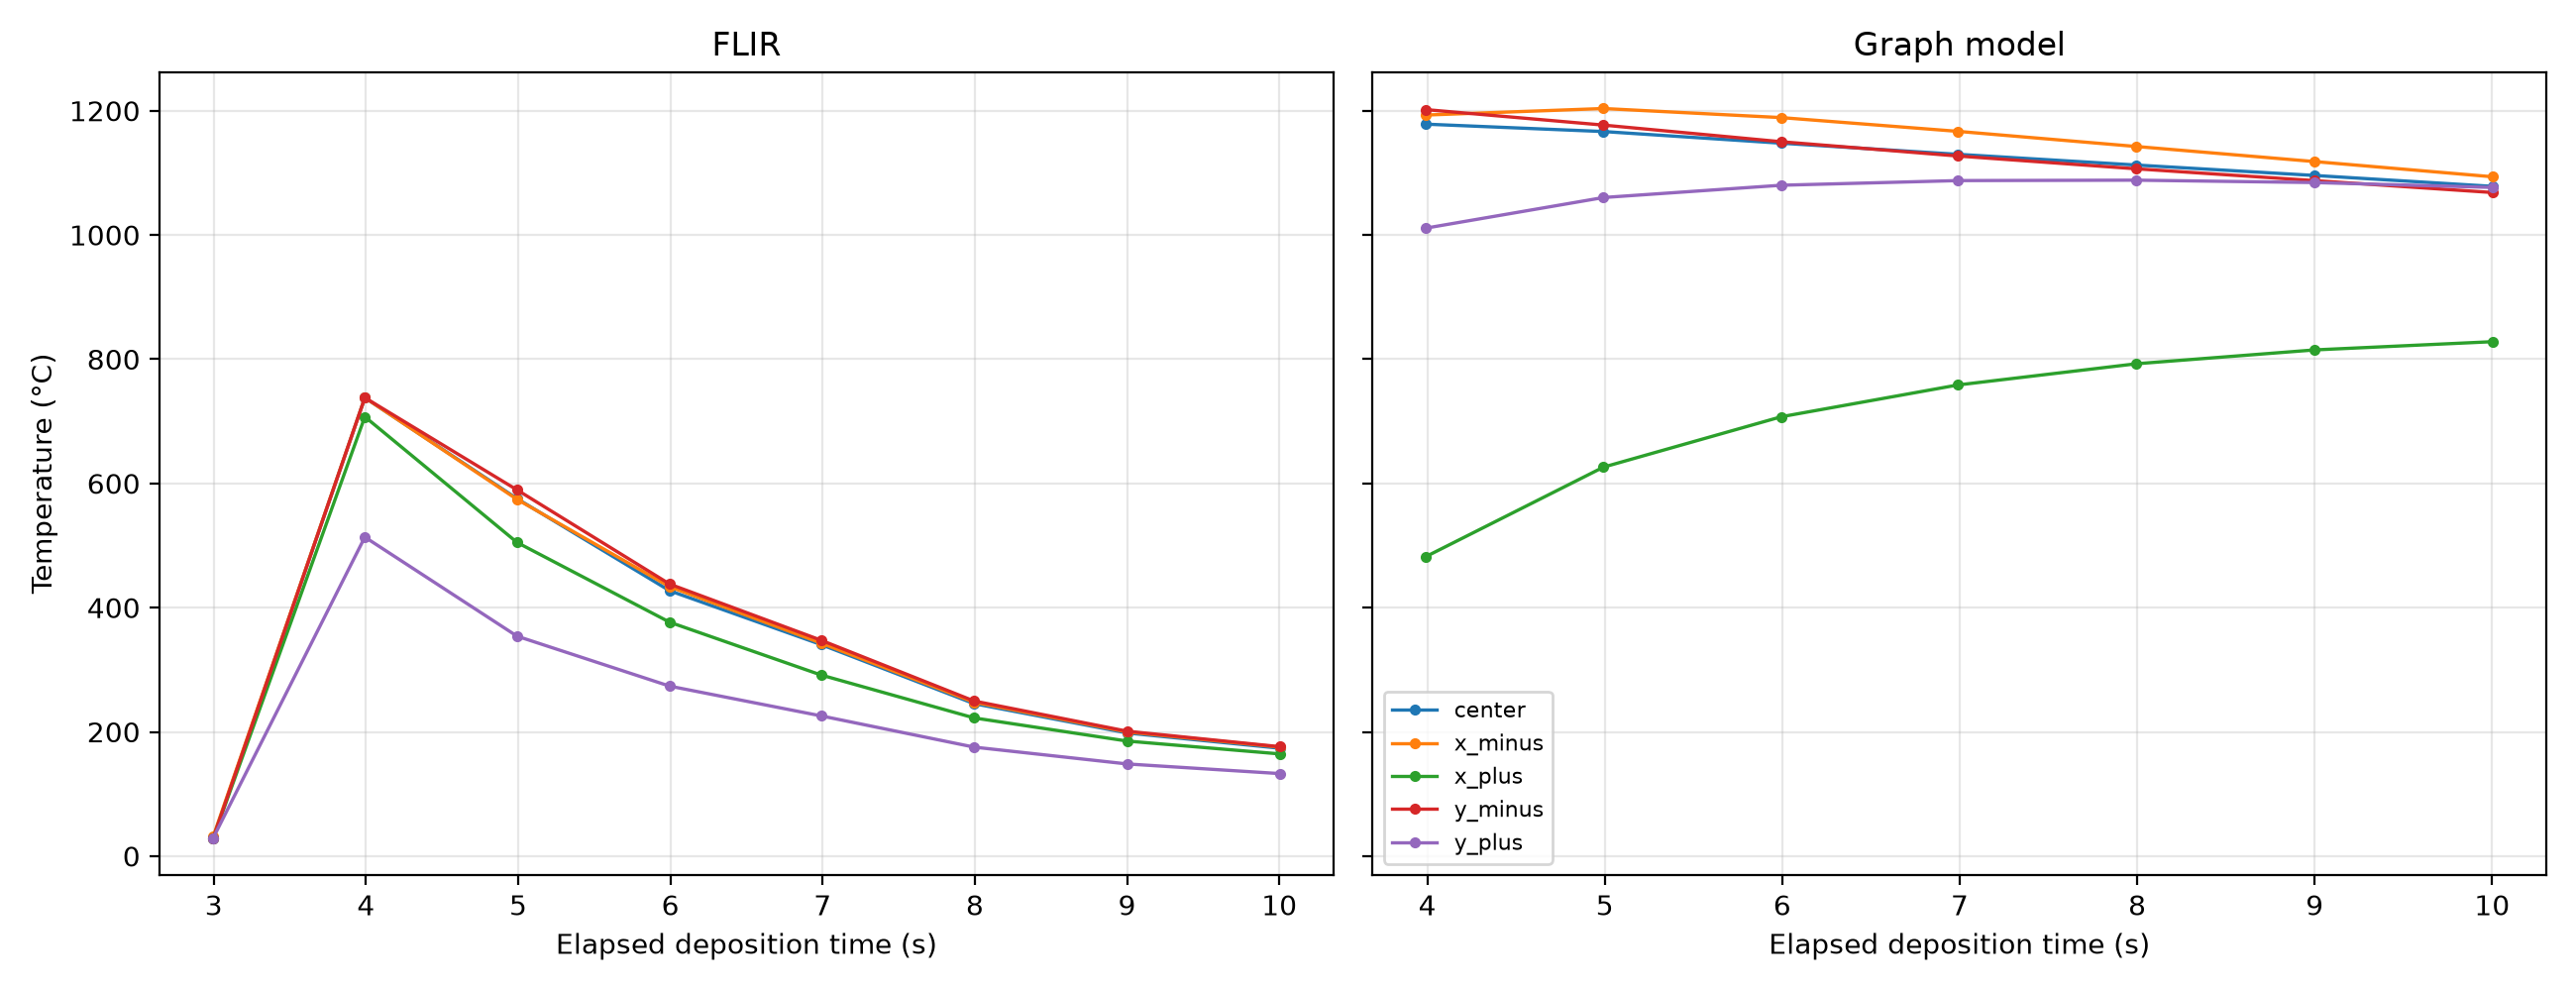 FLIR
Graph model
Temperature (°C)
1200
1000
800
600
400
200
0
3 4 5 6 7 8 9 10
Elapsed deposition time (s)
center
x_minus
x_plus
y_minus
y_plus
4 5 6 7 8 9 10
Elapsed deposition time (s)